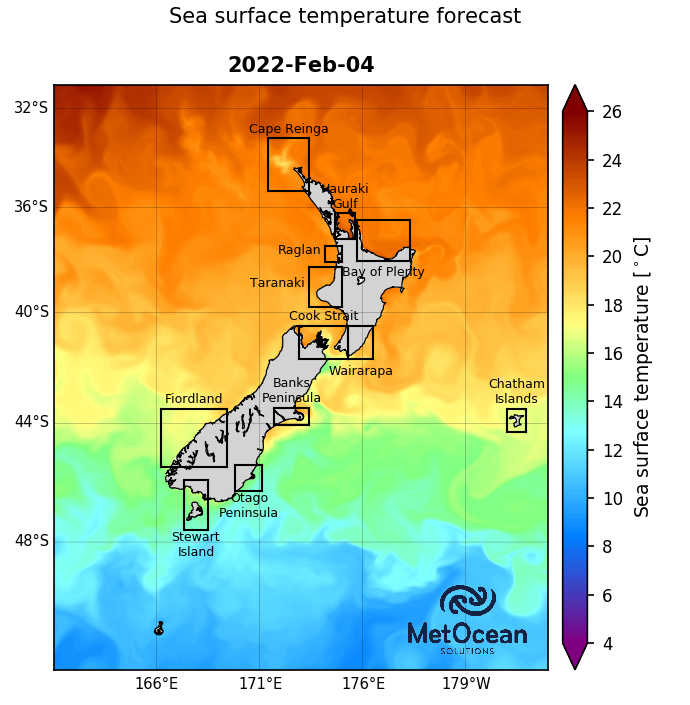 Sea surface temperature forecast
2022-Feb-04
32°S
36°S
40°S
44°S
48°S
166°E
171°E
176°E
179°W
Cape Reinga
Hauraki
Gulf
Raglan
Bay of Plenty
Taranaki
Cook Strait
Wairarapa
Banks
Peninsula
Fiordland
Chatham
Islands
Otago
Peninsula
Stewart
Island
MetOcean
SOLUTIONS
26
24
22
20
18
16
14
12
10
8
6
4
Sea surface temperature [°C]